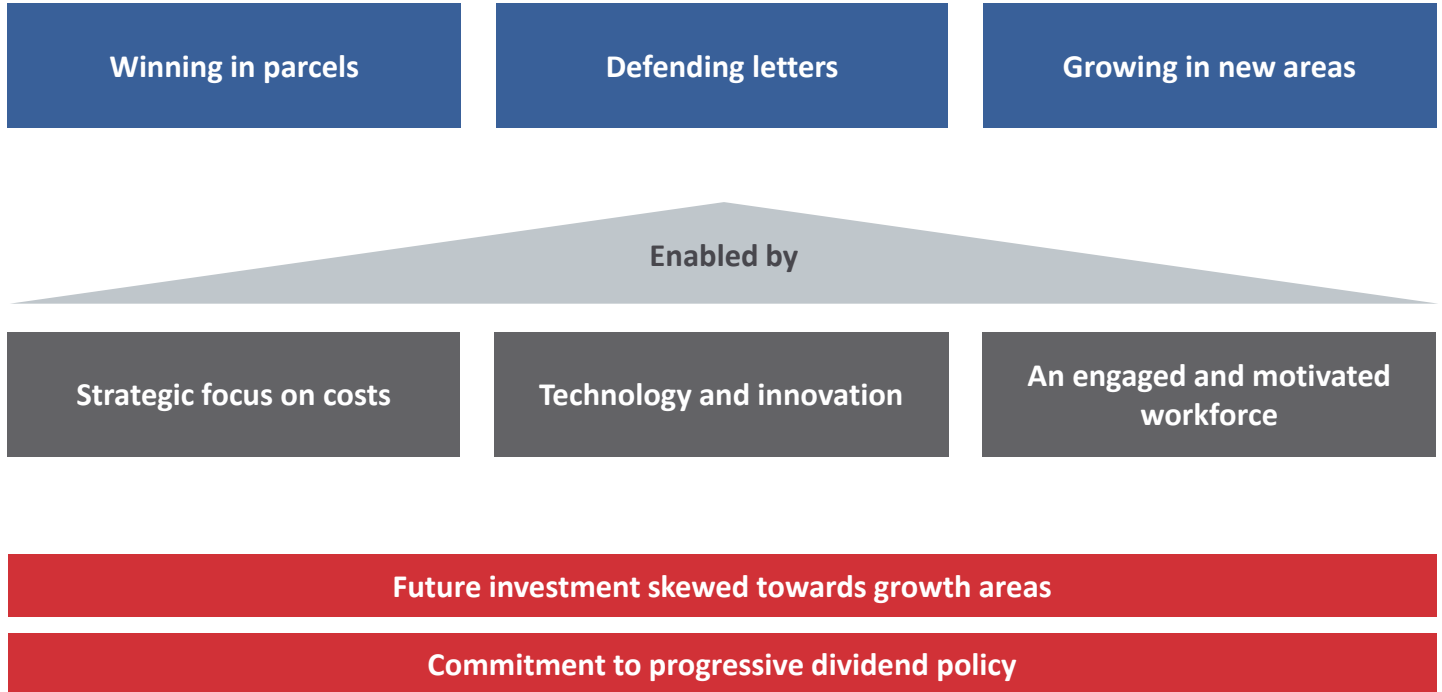 Winning in parcels
Defending letters
Growing in new areas
Enabled by
Strategic focus on costs
Technology and innovation
An engaged and motivated
workforce
Future investment skewed towards growth areas
Commitment to progressive dividend policy